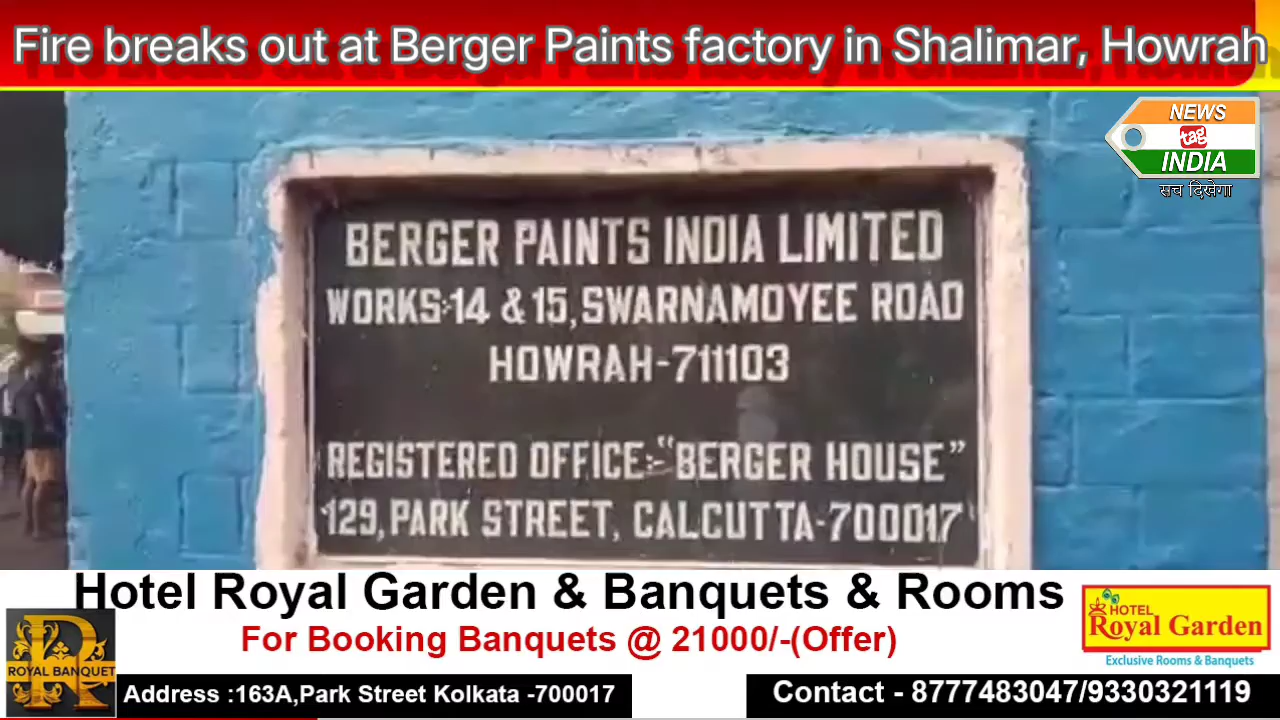 Fire breaks out at Berger Paints factory in Shalimar, Howrah
NEWS
tag
INDIA
सच दिखेगा
BERGER PAINTS INDIA LIMITED
WORKS:14 & 15, SWARNAMOYEE ROAD
HOWRAH-711103
REGISTERED OFFICE:-"BERGER HOUSE"
129, PARK STREET, CALCUTTA-700017
Hotel Royal Garden & Banquets & Rooms
For Booking Banquets @ 21000/-(Offer)
HOTEL
Royal Garden
Exclusive Rooms & Banquets
R
ROYAL BANQUET
Address :163A,Park Street Kolkata -700017
Contact - 8777483047/9330321119